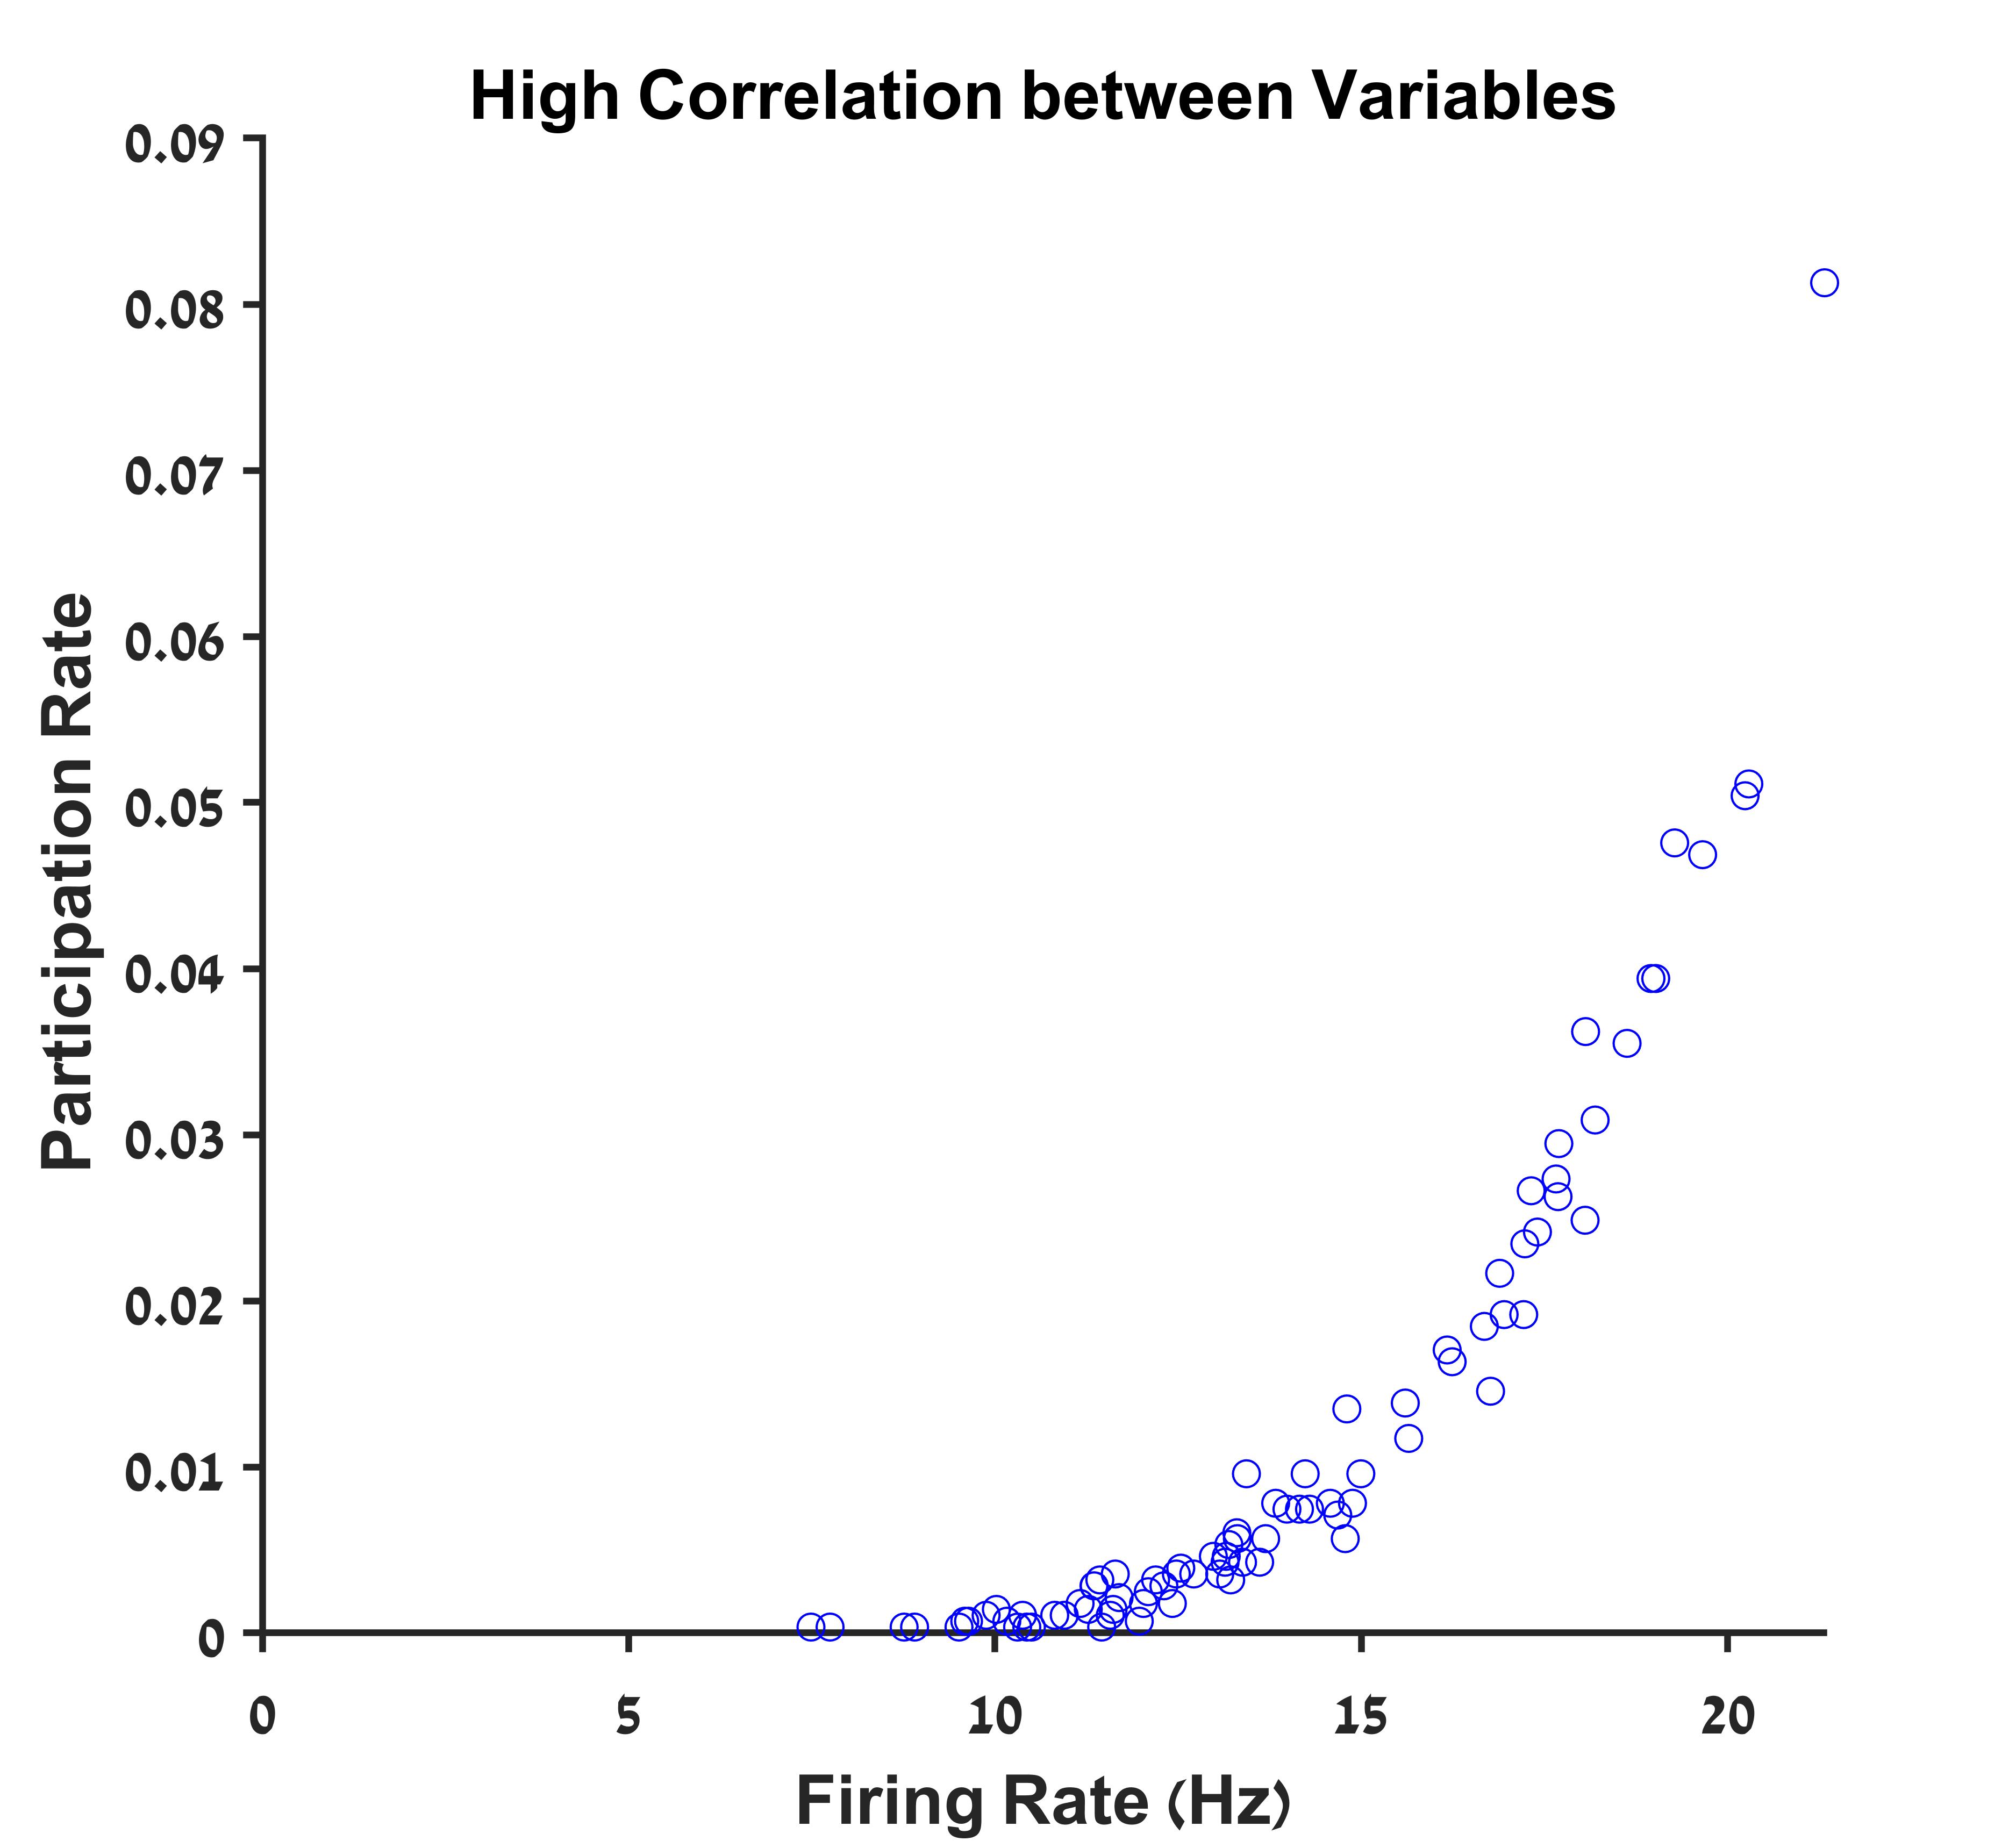 High Correlation between Variables
0.09
0.08
0.07
0.06
0.05
0.04
0.03
0.02
0.01
0
Participation Rate
0 5 10 15 20
Firing Rate (Hz)